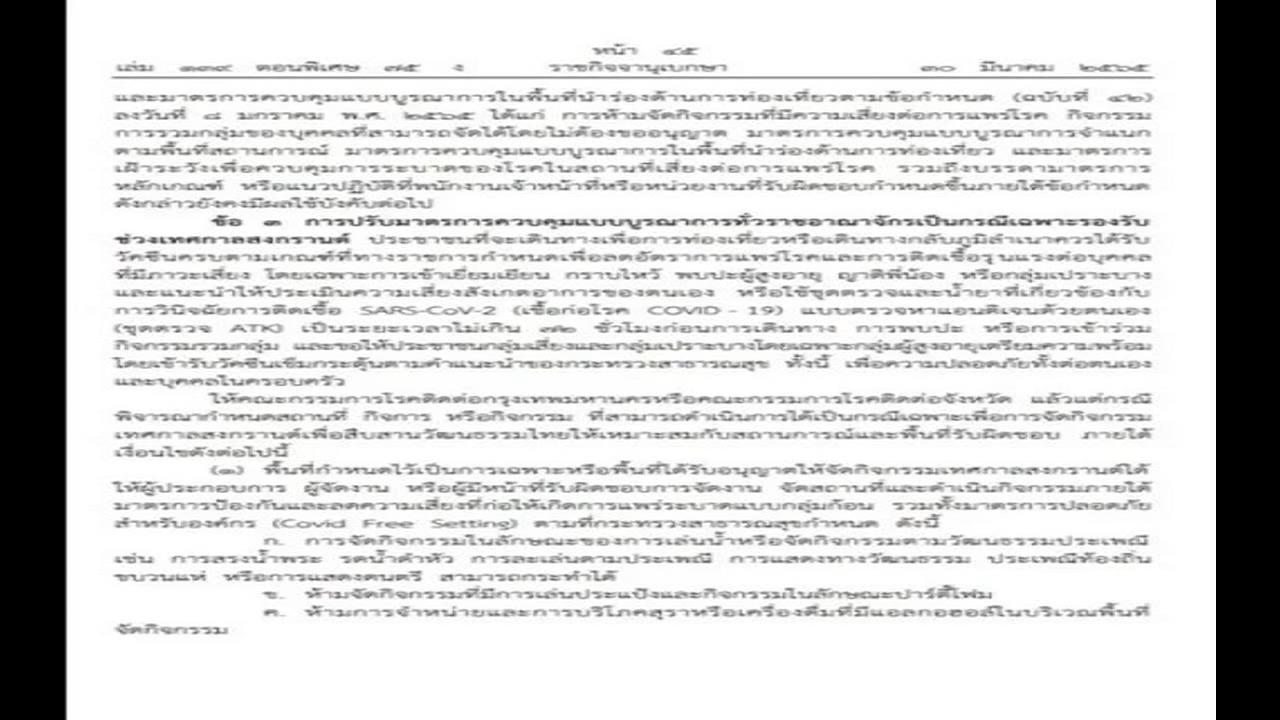 หน้า ๔๕
เล่ม ๑๓๙ ตอนพิเศษ ๗๕ ง ราชกิจจานุเบกษา ๓๐ มีนาคม ๒๕๖๕
และมาตรการควบคุมแบบบูรณาการในพื้นที่นำร่องด้านการท่องเที่ยวตามข้อกำหนด (ฉบับที่ ๔๒)
ลงวันที่ ๘ มกราคม พ.ศ. ๒๕๖๕ ได้แก่ การห้ามจัดกิจกรรมที่มีความเสี่ยงต่อการแพร่โรค กิจกรรม
การรวมกลุ่มของบุคคลที่สามารถจัดได้โดยไม่ต้องขออนุญาต มาตรการควบคุมแบบบูรณาการจำแนก
ตามพื้นที่สถานการณ์ มาตรการควบคุมแบบบูรณาการในพื้นที่นำร่องด้านการท่องเที่ยว และมาตรการ
เฝ้าระวังเพื่อควบคุมการระบาดของโรคในสถานที่เสี่ยงต่อการแพร่โรค รวมถึงบรรดามาตรการ
หลักเกณฑ์ หรือแนวปฏิบัติที่พนักงานเจ้าหน้าที่หรือหน่วยงานที่รับผิดชอบกำหนดขึ้นภายใต้ข้อกำหนด
ดังกล่าวยังคงมีผลใช้บังคับต่อไป
ข้อ ๓ การปรับมาตรการควบคุมแบบบูรณาการทั่วราชอาณาจักรเป็นกรณีเฉพาะรองรับ
ช่วงเทศกาลสงกรานต์ ประชาชนที่จะเดินทางเพื่อการท่องเที่ยวหรือเดินทางกลับภูมิลำเนาควรได้รับ
วัคซีนครบตามเกณฑ์ที่ทางราชการกำหนดเพื่อลดอัตราการแพร่โรคและการติดเชื้อรุนแรงต่อบุคคล
ที่มีภาวะเสี่ยง โดยเฉพาะการเข้าเยี่ยมเยียน กราบไหว้ พบปะผู้สูงอายุ ญาติพี่น้อง หรือกลุ่มเปราะบาง
และแนะนำให้ประเมินความเสี่ยงสังเกตอาการของตนเอง หรือใช้ชุดตรวจและน้ำยาที่เกี่ยวข้องกับ
การวินิจฉัยการติดเชื้อ SARS-CoV-2 (เชื้อก่อโรค COVID - 19) แบบตรวจหาแอนติเจนด้วยตนเอง
(ชุดตรวจ ATK) เป็นระยะเวลาไม่เกิน ๗๒ ชั่วโมงก่อนการเดินทาง การพบปะ หรือการเข้าร่วม
กิจกรรมรวมกลุ่ม และขอให้ประชาชนกลุ่มเสี่ยงและกลุ่มเปราะบางโดยเฉพาะกลุ่มผู้สูงอายุเตรียมความพร้อม
โดยเข้ารับวัคซีนเข็มกระตุ้นตามคำแนะนำของกระทรวงสาธารณสุข ทั้งนี้ เพื่อความปลอดภัยทั้งต่อตนเอง
และบุคคลในครอบครัว
ให้คณะกรรมการโรคติดต่อกรุงเทพมหานครหรือคณะกรรมการโรคติดต่อจังหวัด แล้วแต่กรณี
พิจารณากำหนดสถานที่ กิจการ หรือกิจกรรม ที่สามารถดำเนินการได้เป็นกรณีเฉพาะเพื่อการจัดกิจกรรม
เทศกาลสงกรานต์เพื่อสืบสานวัฒนธรรมไทยให้เหมาะสมกับสถานการณ์และพื้นที่รับผิดชอบ ภายใต้
เงื่อนไขดังต่อไปนี้
(๑) พื้นที่กำหนดไว้เป็นการเฉพาะหรือพื้นที่ได้รับอนุญาตให้จัดกิจกรรมเทศกาลสงกรานต์ได้
ให้ผู้ประกอบการ ผู้จัดงาน หรือผู้มีหน้าที่รับผิดชอบการจัดงาน จัดสถานที่และดำเนินกิจกรรมภายใต้
มาตรการป้องกันและลดความเสี่ยงที่ก่อให้เกิดการแพร่ระบาดแบบกลุ่มก้อน รวมทั้งมาตรการปลอดภัย
สำหรับองค์กร (Covid Free Setting) ตามที่กระทรวงสาธารณสุขกำหนด ดังนี้
ก. การจัดกิจกรรมในลักษณะของการเล่นน้ำหรือจัดกิจกรรมตามวัฒนธรรมประเพณี
เช่น การสรงน้ำพระ รดน้ำดำหัว การละเล่นตามประเพณี การแสดงทางวัฒนธรรม ประเพณีท้องถิ่น
ขบวนแห่ หรือการแสดงดนตรี สามารถกระทำได้
ข. ห้ามจัดกิจกรรมที่มีการเล่นประแป้งและกิจกรรมในลักษณะปาร์ตี้โฟม
ค. ห้ามการจำหน่ายและการบริโภคสุราหรือเครื่องดื่มที่มีแอลกอฮอล์ในบริเวณพื้นที่
จัดกิจกรรม